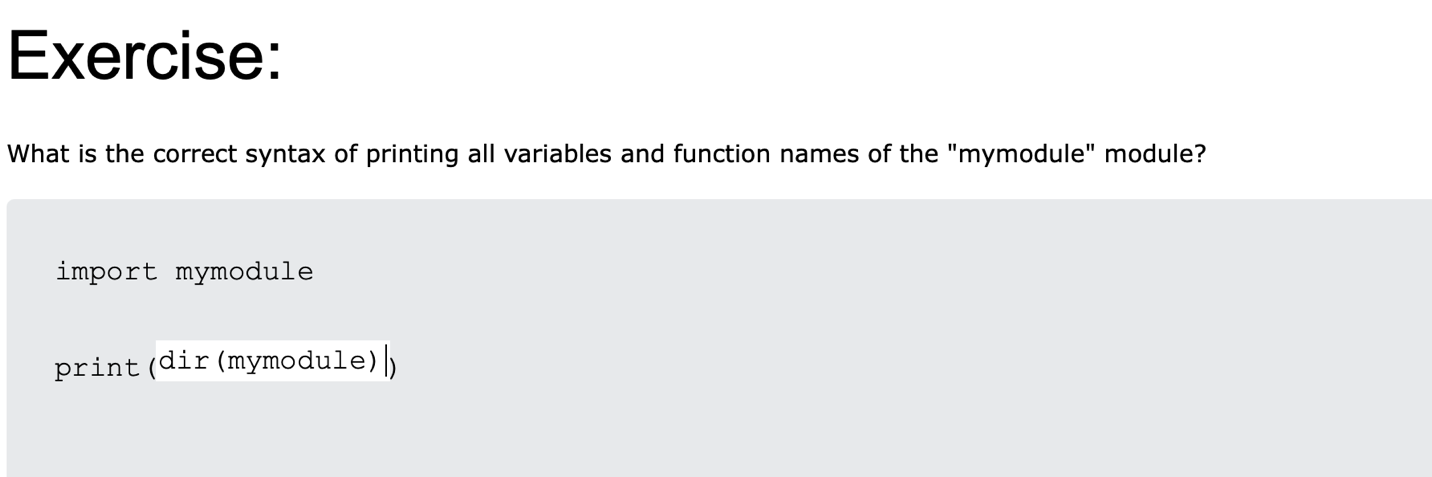 Exercise:
What is the correct syntax of printing all variables and function names of the "mymodule" module?
import mymodule
print(dir(mymodule))